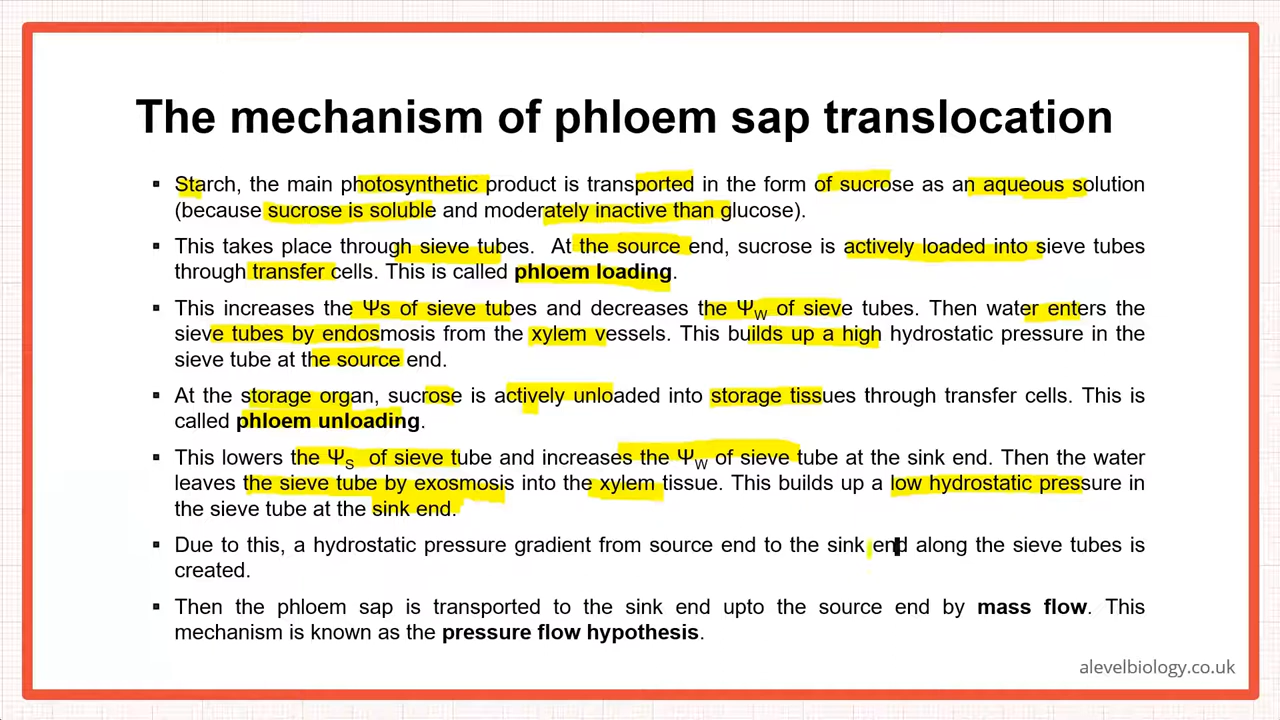 The mechanism of phloem sap translocation
▪ Starch, the main photosynthetic product is transported in the form of sucrose as an aqueous solution
(because sucrose is soluble and moderately inactive than glucose).
▪ This takes place through sieve tubes. At the source end, sucrose is actively loaded into sieve tubes
through transfer cells. This is called phloem loading.
▪ This increases the Ψs of sieve tubes and decreases the Ψw of sieve tubes. Then water enters the
sieve tubes by endosmosis from the xylem vessels. This builds up a high hydrostatic pressure in the
sieve tube at the source end.
▪ At the storage organ, sucrose is actively unloaded into storage tissues through transfer cells. This is
called phloem unloading.
▪ This lowers the ΨS of sieve tube and increases the ΨW of sieve tube at the sink end. Then the water
leaves the sieve tube by exosmosis into the xylem tissue. This builds up a low hydrostatic pressure in
the sieve tube at the sink end.
▪ Due to this, a hydrostatic pressure gradient from source end to the sink end along the sieve tubes is
created.
▪ Then the phloem sap is transported to the sink end upto the source end by mass flow. This
mechanism is known as the pressure flow hypothesis.
alevelbiology.co.uk